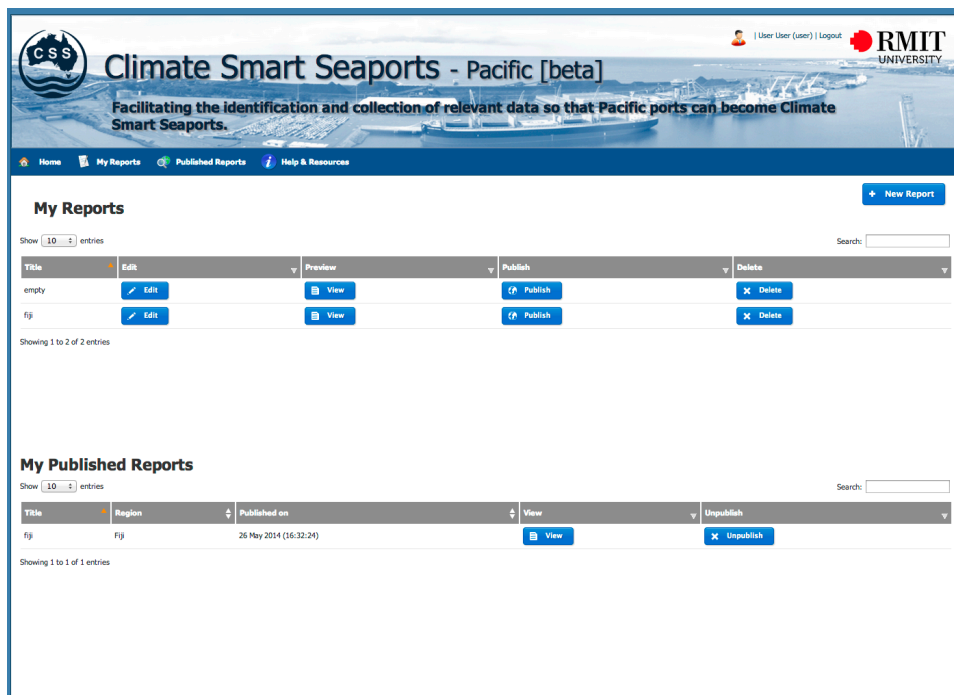 CSS
| User User (user) | Logout
RMIT
UNIVERSITY
Climate Smart Seaports - Pacific [beta]
Facilitating the identification and collection of relevant data so that Pacific ports can become Climate
Smart Seaports.
Home My Reports Published Reports i Help & Resources
+ New Report
My Reports
Show 10 entries Search:
Title Edit Preview Publish Delete
empty Edit View Publish Delete
fiji Edit View Publish Delete
Showing 1 to 2 of 2 entries
My Published Reports
Show 10 entries Search:
Title Region Published on View Unpublish
fiji Fiji 26 May 2014 (16:32:24) View Unpublish
Showing 1 to 1 of 1 entries